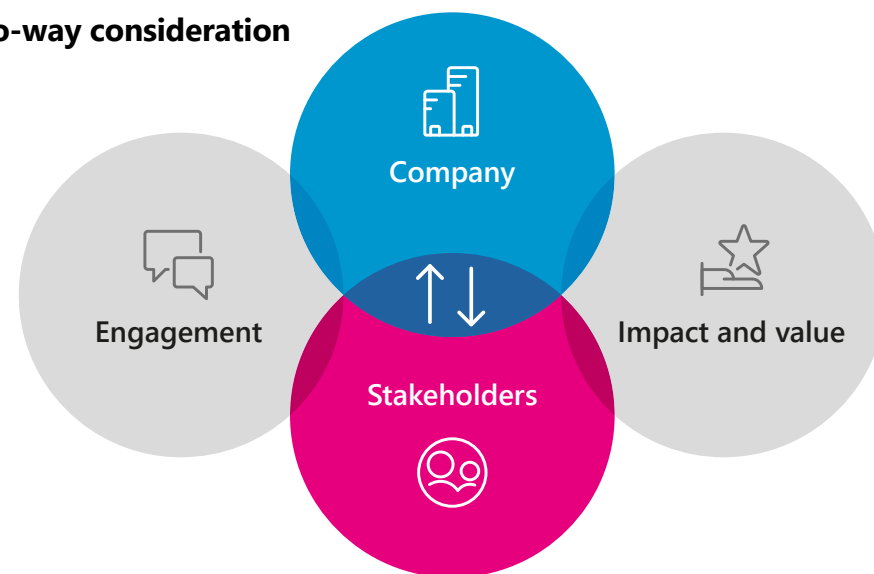 o-way consideration
Company
Engagement
Impact and value
Stakeholders